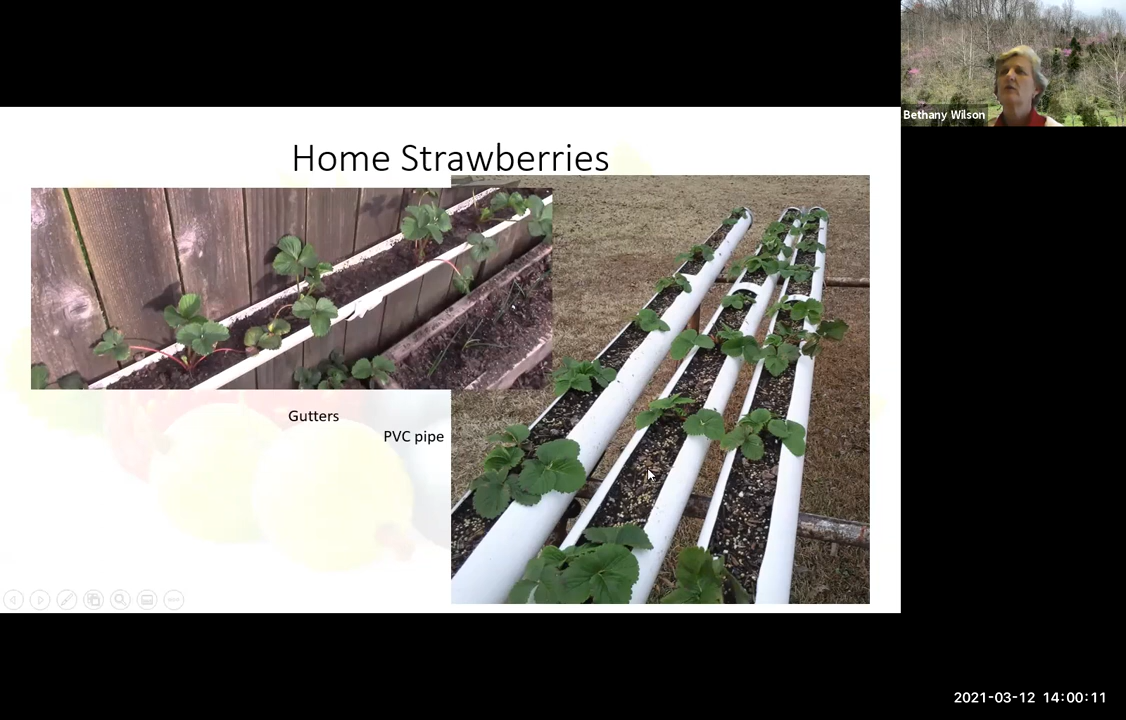 Bethany Wilson
Home Strawberries
Gutters
PVC pipe
2021-03-12 14:00:11